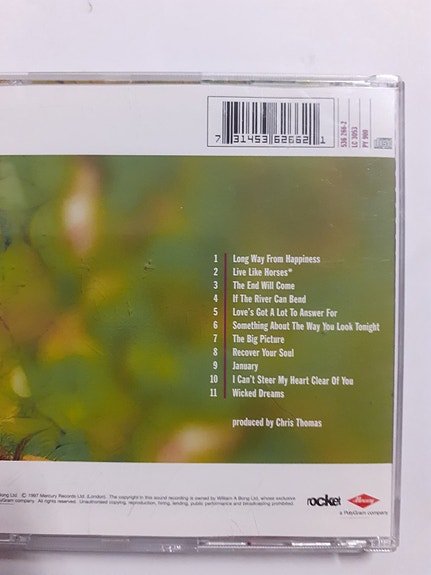 7 31453 62662 1
536 266-2
LC 3053
PY 900
1 Long Way From Happiness
2 Live Like Horses*
3 The End Will Come
4 If The River Can Bend
5 Love's Got A Lot To Answer For
6 Something About The Way You Look Tonight
7 The Big Picture
8 Recover Your Soul
9 January
10 I Can't Steer My Heart Clear Of You
11 Wicked Dreams
produced by Chris Thomas
Bong Ltd Ⓒ 1997 Mercury Records Ltd. (London). The copyright in this sound recording is owned by William A Bong Ltd, whose exclusive
PolyGram company. All rights reserved. Unauthorised copying, reproduction, hiring, lending, public performance and broadcasting prohibited.
rocket
Mercury
a PolyGram company